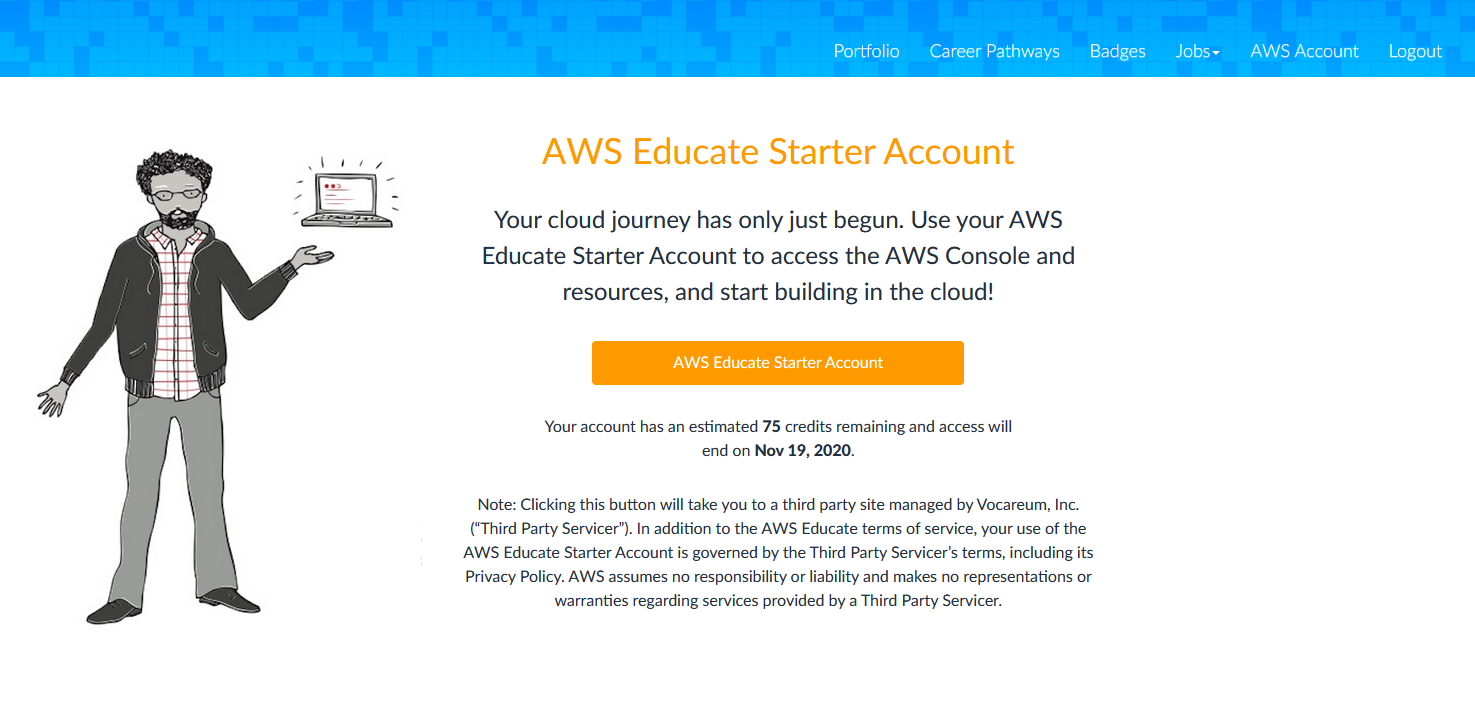 Portfolio Career Pathways Badges Jobs AWS Account Logout
AWS Educate Starter Account
Your cloud journey has only just begun. Use your AWS
Educate Starter Account to access the AWS Console and
resources, and start building in the cloud!
AWS Educate Starter Account
Your account has an estimated 75 credits remaining and access will
end on Nov 19, 2020.
Note: Clicking this button will take you to a third party site managed by Vocareum, Inc.
(“Third Party Servicer”). In addition to the AWS Educate terms of service, your use of the
AWS Educate Starter Account is governed by the Third Party Servicer’s terms, including its
Privacy Policy. AWS assumes no responsibility or liability and makes no representations or
warranties regarding services provided by a Third Party Servicer.